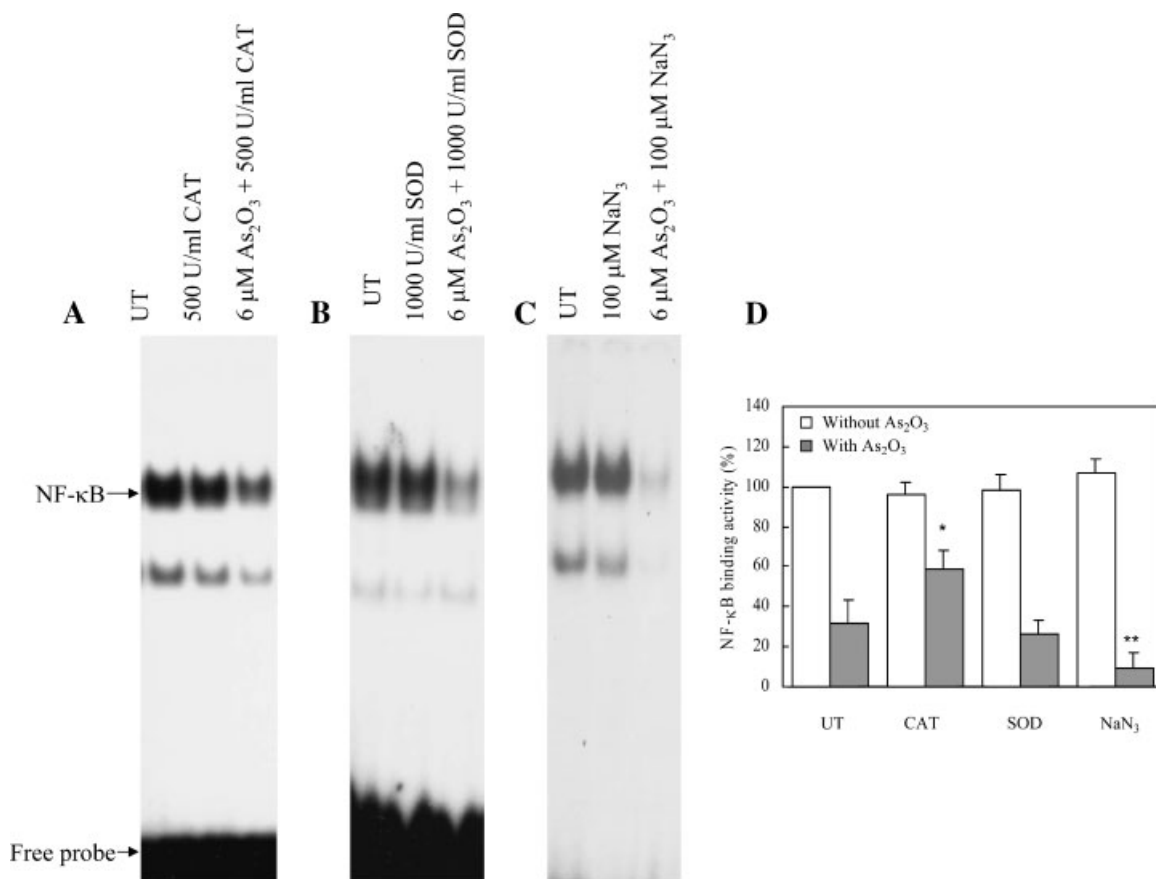 A
UT
500 U/ml CAT
6 μM As₂O₃ + 500 U/ml CAT
B
UT
1000 U/ml SOD
6 μM As₂O₃ + 1000 U/ml SOD
C
UT
100 μM NaN₃
6 μM As₂O₃ + 100 μM NaN₃
NF-κB
Free probe
D
NF-κB binding activity (%)
140
120
100
80
60
40
20
0
Without As₂O₃
With As₂O₃
*
**
UT CAT SOD NaN₃